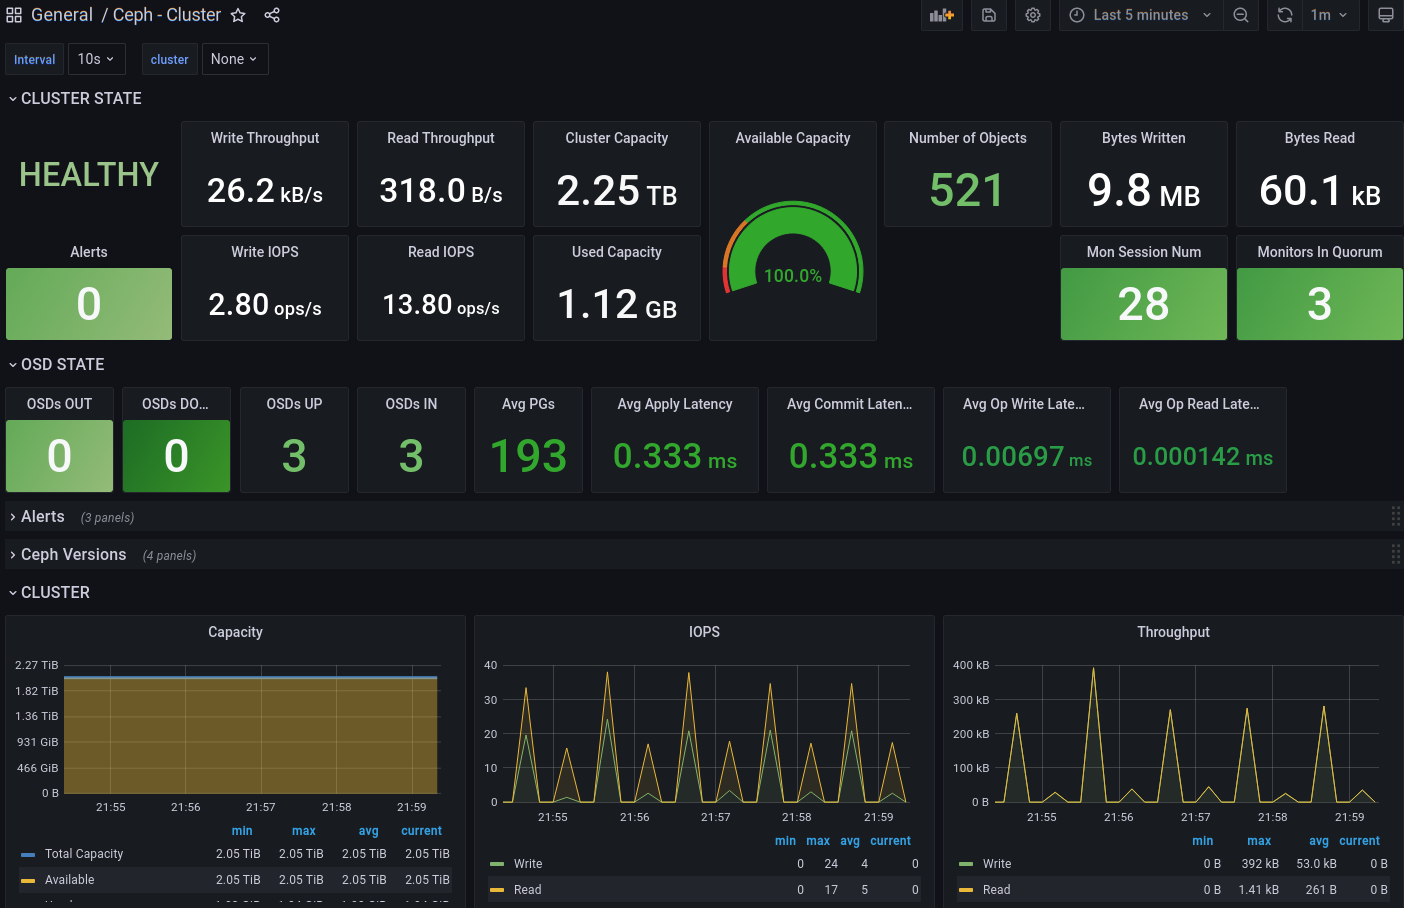 General / Ceph - Cluster
Last 5 minutes
1m
Interval 10s cluster None
CLUSTER STATE
HEALTHY
Write Throughput
26.2 kB/s
Read Throughput
318.0 B/s
Cluster Capacity
2.25 TB
Available Capacity
100.0%
Number of Objects
521
Bytes Written
9.8 MB
Bytes Read
60.1 kB
Alerts
0
Write IOPS
2.80 ops/s
Read IOPS
13.80 ops/s
Used Capacity
1.12 GB
Mon Session Num
28
Monitors In Quorum
3
OSD STATE
OSDs OUT
0
OSDs DO...
0
OSDs UP
3
OSDs IN
3
Avg PGs
193
Avg Apply Latency
0.333 ms
Avg Commit Laten...
0.333 ms
Avg Op Write Late...
0.00697 ms
Avg Op Read Late...
0.000142 ms
Alerts (3 panels)
Ceph Versions (4 panels)
CLUSTER
Capacity
2.27 TiB
1.82 TiB
1.36 TiB
931 GiB
466 GiB
0 B
21:55 21:56 21:57 21:58 21:59
min max avg current
Total Capacity 2.05 TiB 2.05 TiB 2.05 TiB 2.05 TiB
Available 2.05 TiB 2.05 TiB 2.05 TiB 2.05 TiB
IOPS
40
30
20
10
0
21:55 21:56 21:57 21:58 21:59
min max avg current
Write 0 24 4 0
Read 0 17 5 0
Throughput
400 kB
300 kB
200 kB
100 kB
0 B
21:55 21:56 21:57 21:58 21:59
min max avg current
Write 0 B 392 kB 53.0 kB 0 B
Read 0 B 1.41 kB 261 B 0 B